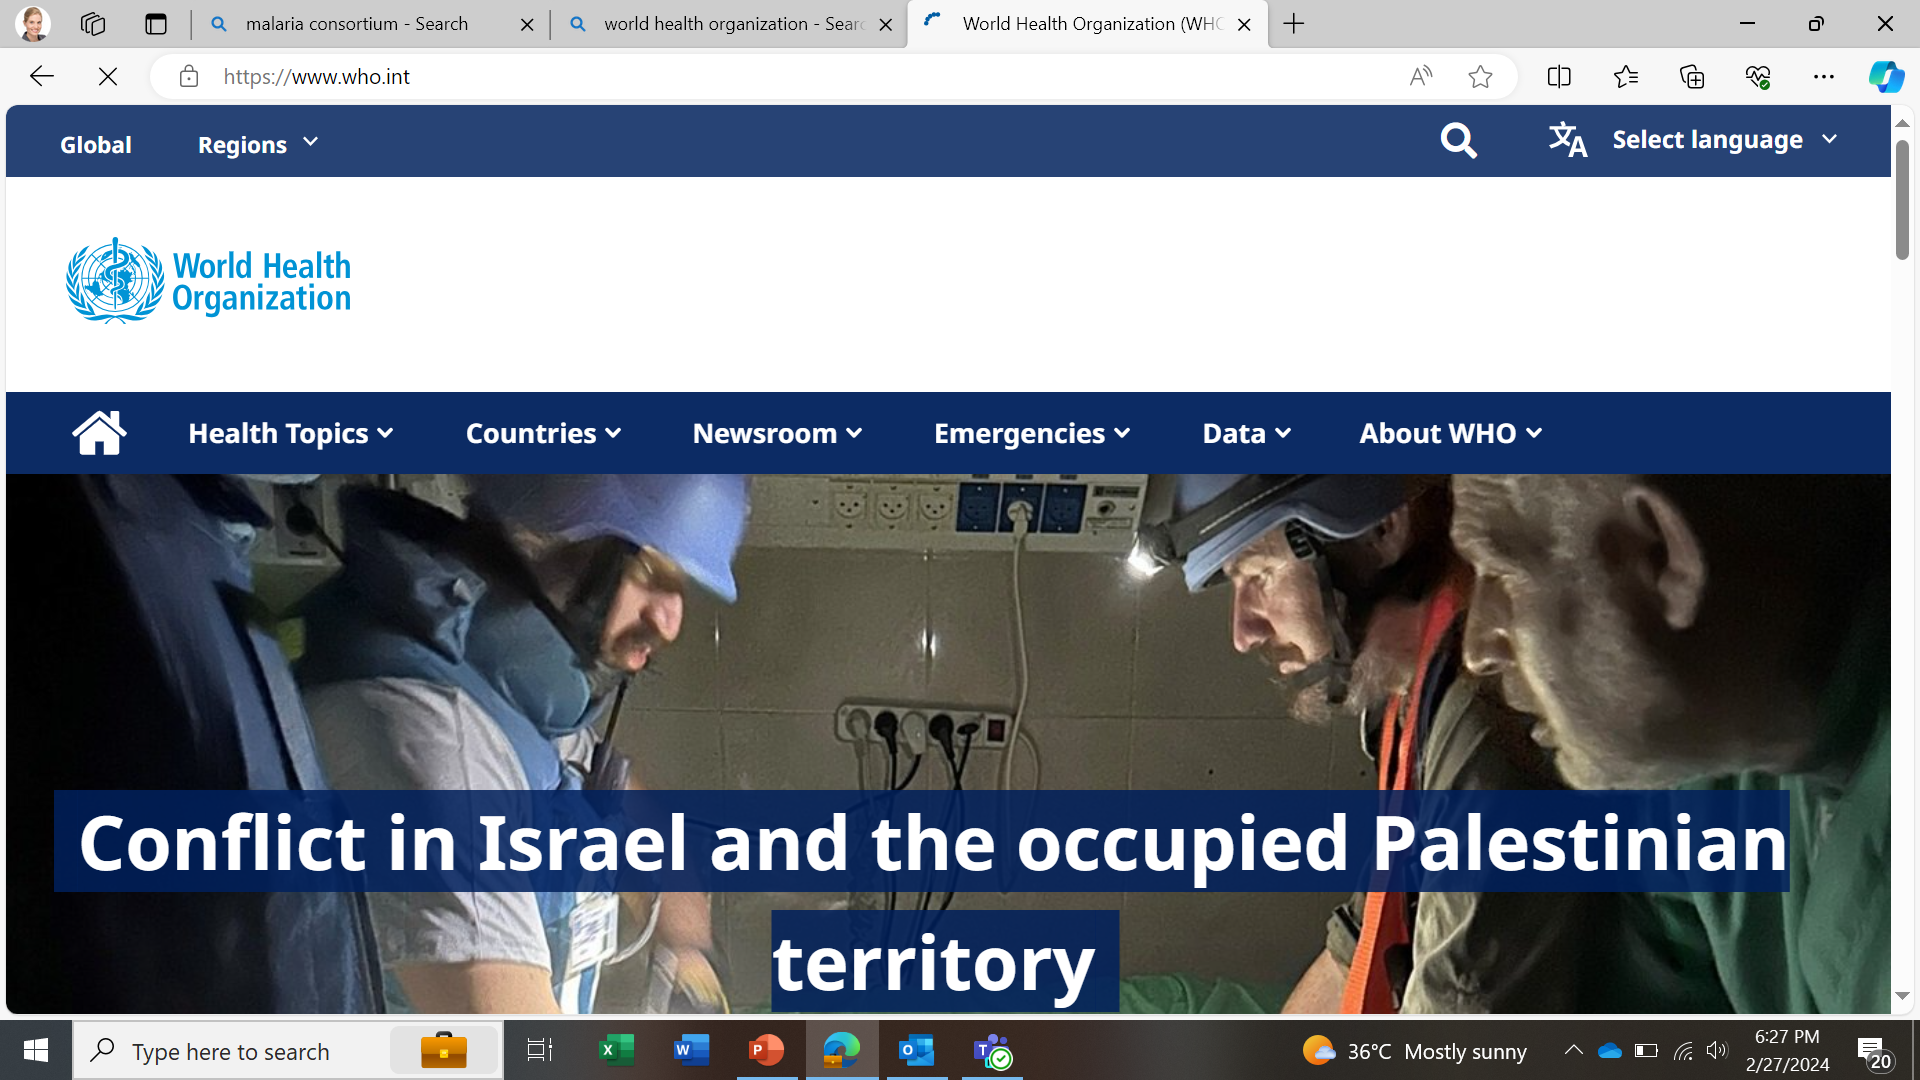 malaria consortium - Search
world health organization - Sear
World Health Organization (WHO
https://www.who.int
Global
Regions
Select language
World Health
Organization
Health Topics
Countries
Newsroom
Emergencies
Data
About WHO
Conflict in Israel and the occupied Palestinian
territory
Type here to search
36°C Mostly sunny
6:27 PM
2/27/2024
20